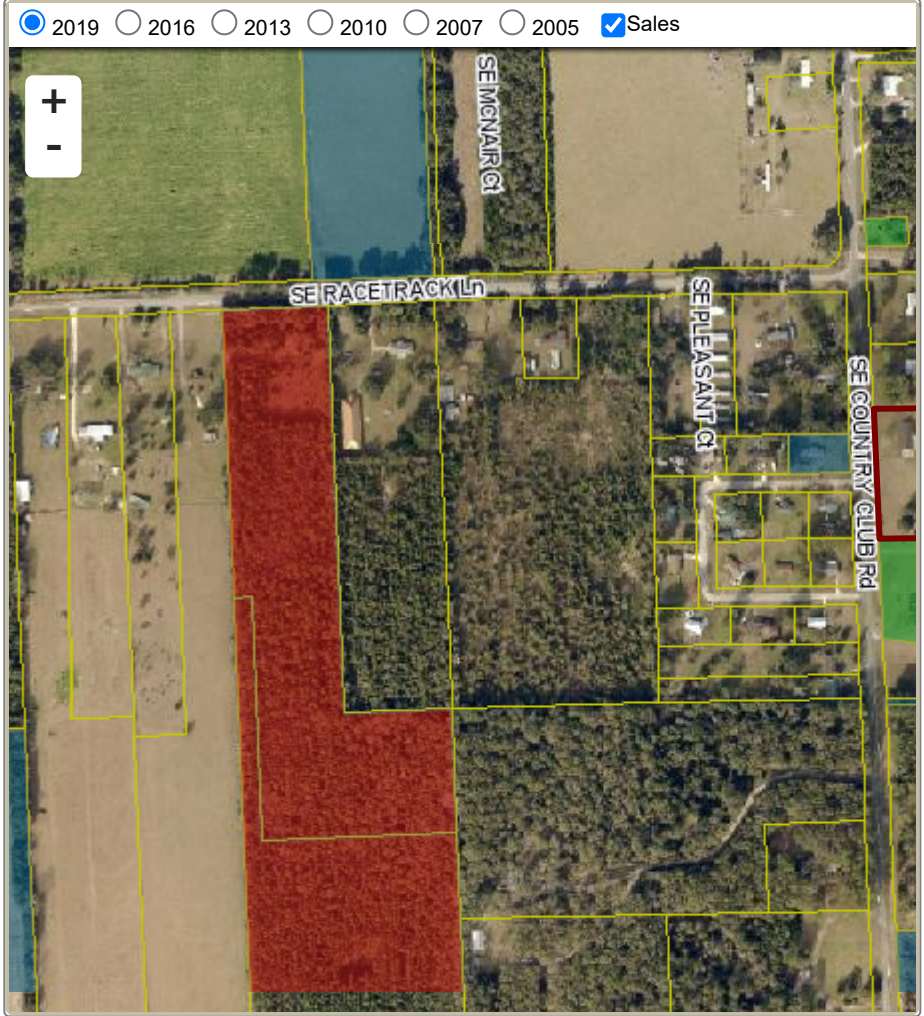 2019 2016 2013 2010 2007 2005 Sales
+
-
SE MCNAIR Ct
SE RACETRACK Ln
SE PLEASANT Ct
SE COUNTRY CLUB Rd